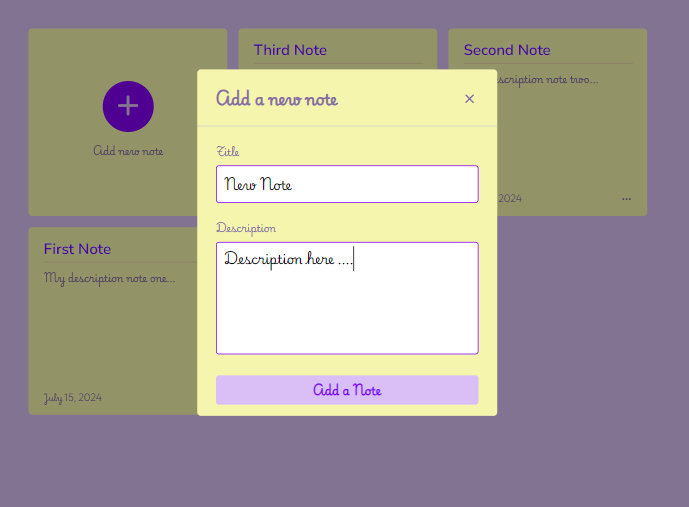 Third Note
Second Note
scription note two...
Add new note
2024
...
Add a new note
×
Title
New Note
Description
Description here ....
Add a Note
First Note
My description note one...
July 15, 2024